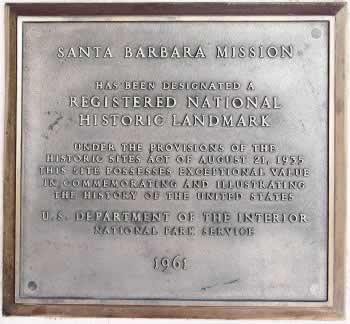 SANTA BARBARA MISSION
HAS BEEN DESIGNATED A
REGISTERED NATIONAL
HISTORIC LANDMARK
UNDER THE PROVISIONS OF THE
HISTORIC SITES ACT OF AUGUST 21, 1935
THIS SITE POSSESSES EXCEPTIONAL VALUE
IN COMMEMORATING AND ILLUSTRATING
THE HISTORY OF THE UNITED STATES
U.S. DEPARTMENT OF THE INTERIOR
NATIONAL PARK SERVICE
1961